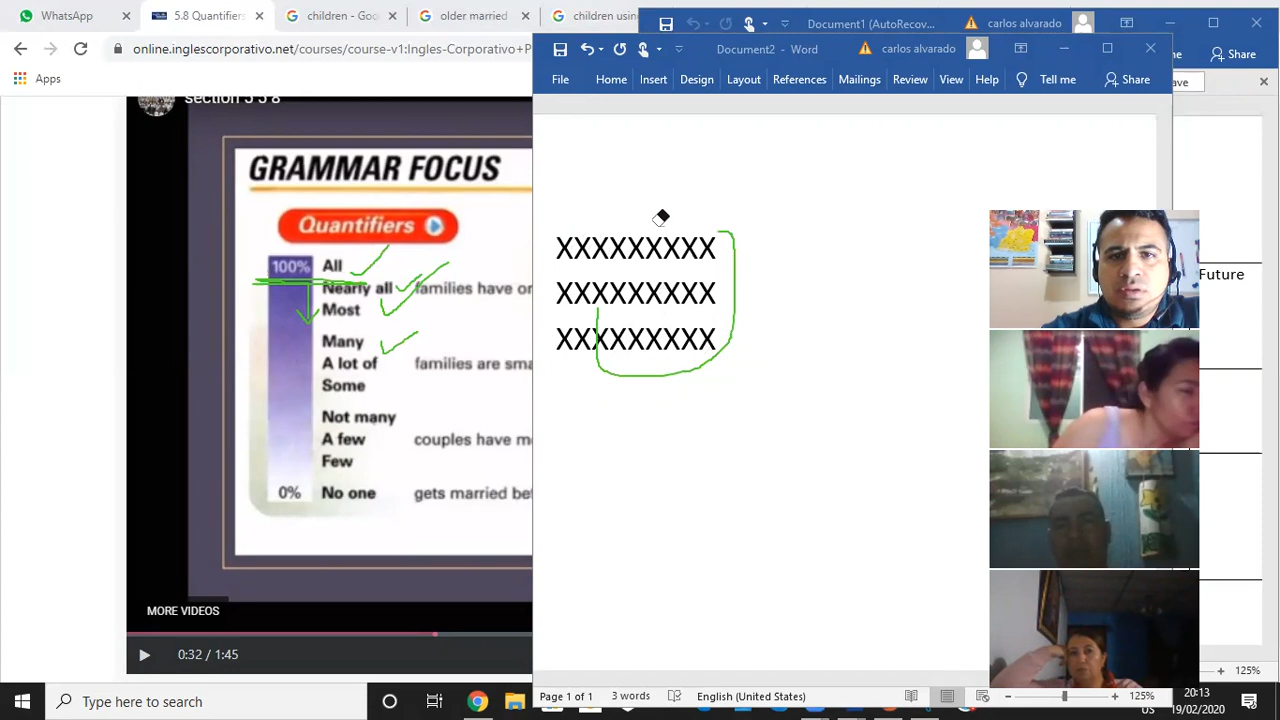 WhatsApp
5.8 Quantifiers
children - Goo
older married
children usin
Document1 (AutoRecov...
carlos alvarado
online.inglescorporativo.net/courses/course-v1:Ingles-Corporativo+P
Document2 - Word
carlos alvarado
Share
Apps
File Home Insert Design Layout References Mailings Review View Help Tell me Share
section 5 5 8
GRAMMAR FOCUS
Quantifiers
100% All
Nearly all families have or
Most
Many
A lot of families are sma
Some
Not many
A few couples have m
Few
0% No one gets married be
XXXXXXXXX
XXXXXXXXX
XXXXXXXXX
Future
MORE VIDEOS
0:32 / 1:45
Page 1 of 1 3 words English (United States) 125%
125%
Type here to search
20:13
US 19/02/2020